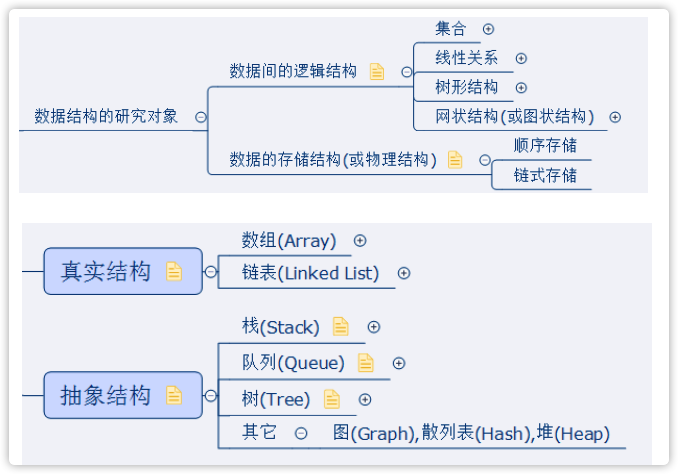 集合
线性关系
数据间的逻辑结构
树形结构
数据结构的研究对象
网状结构(或图状结构)
顺序存储
数据的存储结构(或物理结构)
链式存储
数组(Array)
真实结构
链表(Linked List)
栈(Stack)
队列(Queue)
抽象结构
树(Tree)
其它
图(Graph),散列表(Hash),堆(Heap)